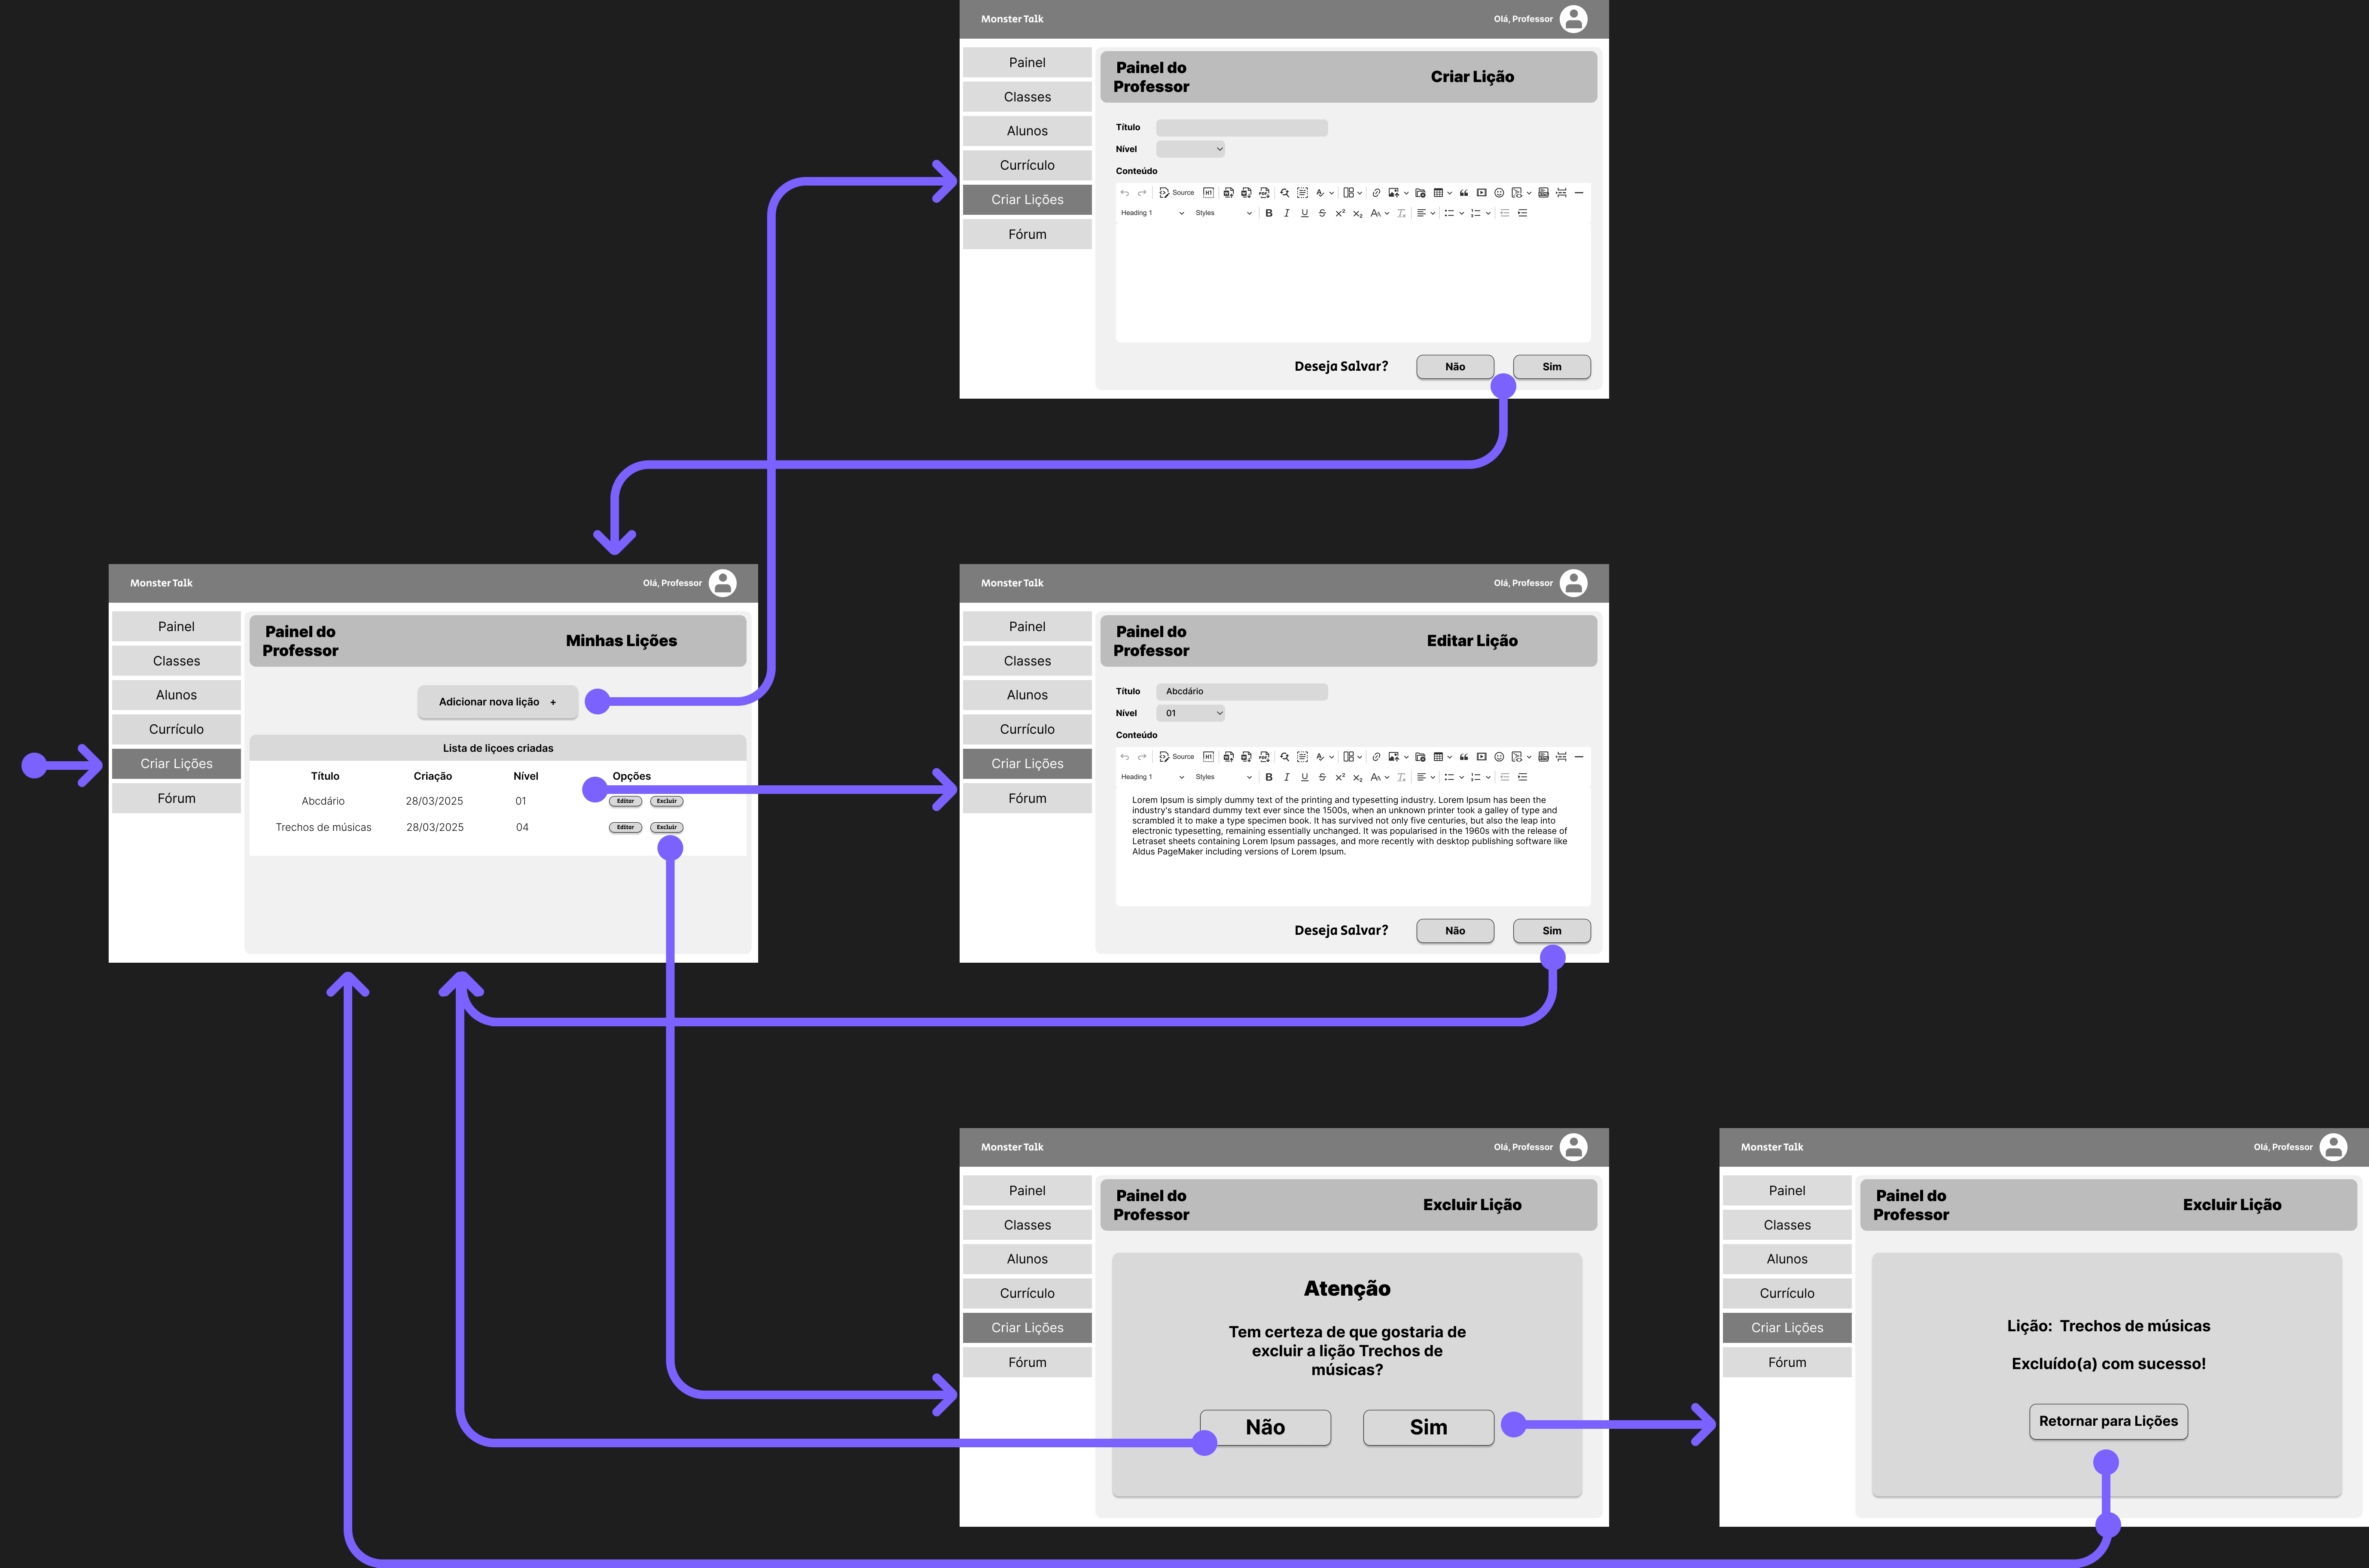 Monster Talk
Olá, Professor
Painel
Classes
Alunos
Currículo
Criar Lições
Fórum
Painel do
Professor
Criar Lição
Título
Nível
Conteúdo
Source
Heading 1
Styles
Deseja Salvar?
Não
Sim
Monster Talk
Olá, Professor
Painel
Classes
Alunos
Currículo
Criar Lições
Fórum
Painel do
Professor
Minhas Lições
Adicionar nova lição +
Lista de liçoes criadas
Título Criação Nível Opções
Abcdário 28/03/2025 01 Editar Excluir
Trechos de músicas 28/03/2025 04 Editar Excluir
Monster Talk
Olá, Professor
Painel
Classes
Alunos
Currículo
Criar Lições
Fórum
Painel do
Professor
Editar Lição
Título Abcdário
Nível 01
Conteúdo
Source
Heading 1
Styles
Lorem Ipsum is simply dummy text of the printing and typesetting industry. Lorem Ipsum has been the
industry's standard dummy text ever since the 1500s, when an unknown printer took a galley of type and
scrambled it to make a type specimen book. It has survived not only five centuries, but also the leap into
electronic typesetting, remaining essentially unchanged. It was popularised in the 1960s with the release of
Letraset sheets containing Lorem Ipsum passages, and more recently with desktop publishing software like
Aldus PageMaker including versions of Lorem Ipsum.
Deseja Salvar?
Não
Sim
Monster Talk
Olá, Professor
Painel
Classes
Alunos
Currículo
Criar Lições
Fórum
Painel do
Professor
Excluir Lição
Atenção
Tem certeza de que gostaria de
excluir a lição Trechos de
músicas?
Não
Sim
Monster Talk
Olá, Professor
Painel
Classes
Alunos
Currículo
Criar Lições
Fórum
Painel do
Professor
Excluir Lição
Lição: Trechos de músicas
Excluído(a) com sucesso!
Retornar para Lições